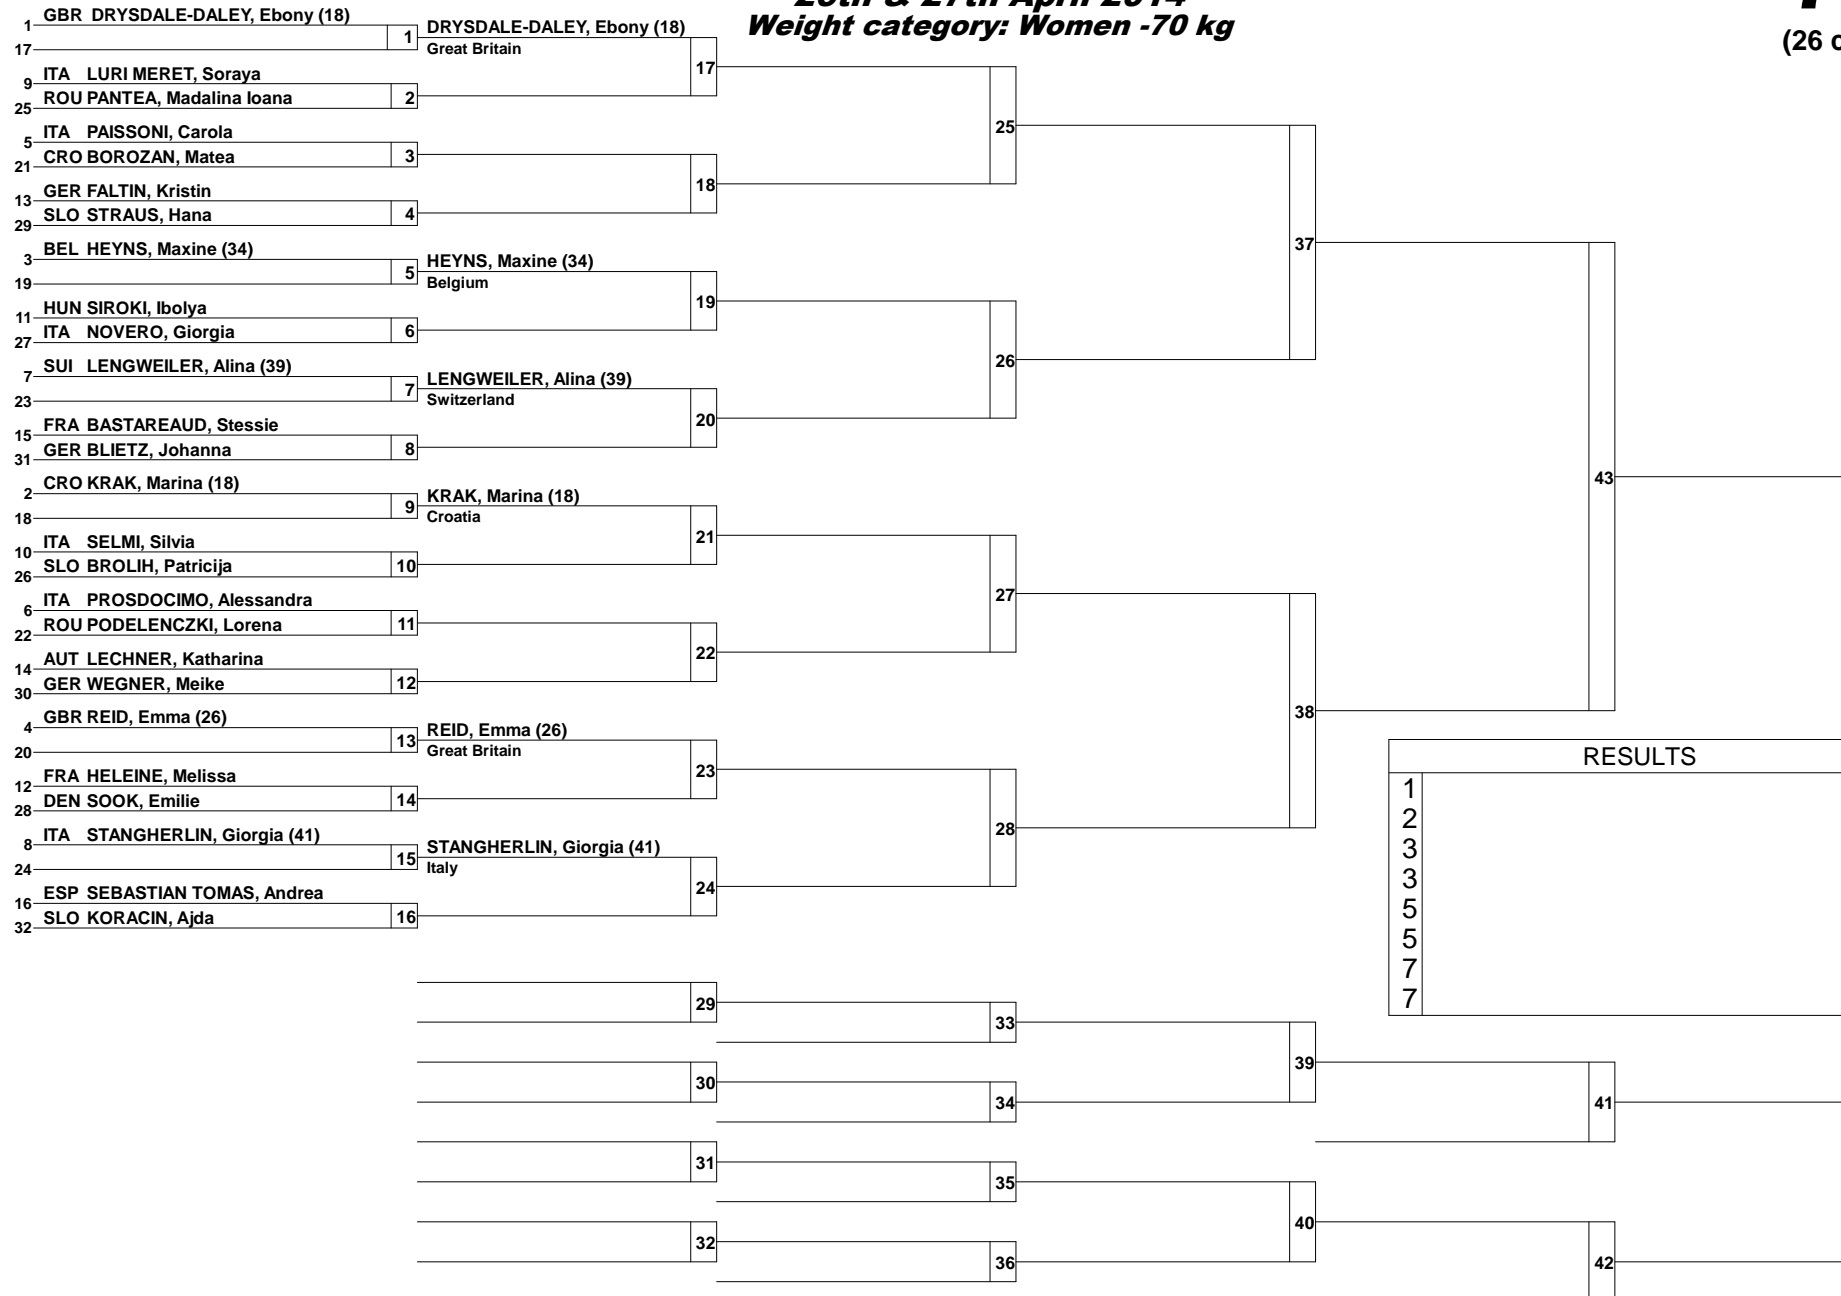 26th & 27th April 2014
Weight category: Women -70 kg
(26 c
1 GBR DRYSDALE-DALEY, Ebony (18)
17
1
DRYSDALE-DALEY, Ebony (18)
Great Britain
9 ITA LURI MERET, Soraya
25 ROU PANTEA, Madalina Ioana
2
17
5 ITA PAISSONI, Carola
21 CRO BOROZAN, Matea
3
13 GER FALTIN, Kristin
29 SLO STRAUS, Hana
4
18
25
3 BEL HEYNS, Maxine (34)
19
5
HEYNS, Maxine (34)
Belgium
11 HUN SIROKI, Ibolya
27 ITA NOVERO, Giorgia
6
19
7 SUI LENGWEILER, Alina (39)
23
7
LENGWEILER, Alina (39)
Switzerland
15 FRA BASTAREAUD, Stessie
31 GER BLIETZ, Johanna
8
20
26
37
2 CRO KRAK, Marina (18)
18
9
KRAK, Marina (18)
Croatia
10 ITA SELMI, Silvia
26 SLO BROLIH, Patricija
10
21
6 ITA PROSDOCIMO, Alessandra
22 ROU PODELENCZKI, Lorena
11
14 AUT LECHNER, Katharina
30 GER WEGNER, Meike
12
22
27
4 GBR REID, Emma (26)
20
13
REID, Emma (26)
Great Britain
12 FRA HELEINE, Melissa
28 DEN SOOK, Emilie
14
23
8 ITA STANGHERLIN, Giorgia (41)
24
15
STANGHERLIN, Giorgia (41)
Italy
16 ESP SEBASTIAN TOMAS, Andrea
32 SLO KORACIN, Ajda
16
24
28
38
43
RESULTS
1
2
3
3
5
5
7
7
29
33
30
34
39
41
31
35
32
36
40
42